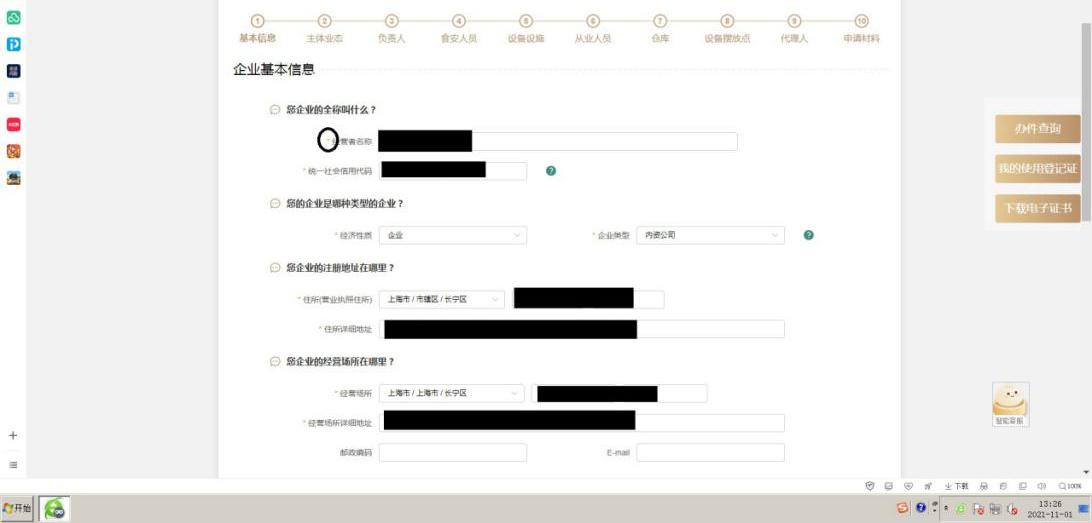 1 2 3 4 5 6 7 8 9 10
基本信息 主体业态 负责人 食安人员 设备设施 从业人员 仓库 设备摆放点 代理人 申请材料
企业基本信息
您企业的全称叫什么？
*经营者名称
*统一社会信用代码 ?
您的企业是哪种类型的企业？
*经济性质 企业 *企业类型 内资公司 ?
您企业的注册地址在哪里？
*住所(营业执照住所) 上海市 / 市辖区 / 长宁区
*住所详细地址
您企业的经营场所在哪里？
*经营场所 上海市 / 上海市 / 长宁区
*经营场所详细地址
邮政编码 E-mail
办件查询
我的使用登记证
下载电子证书
智能客服
下载 100%
开始 13:26
2021-11-01